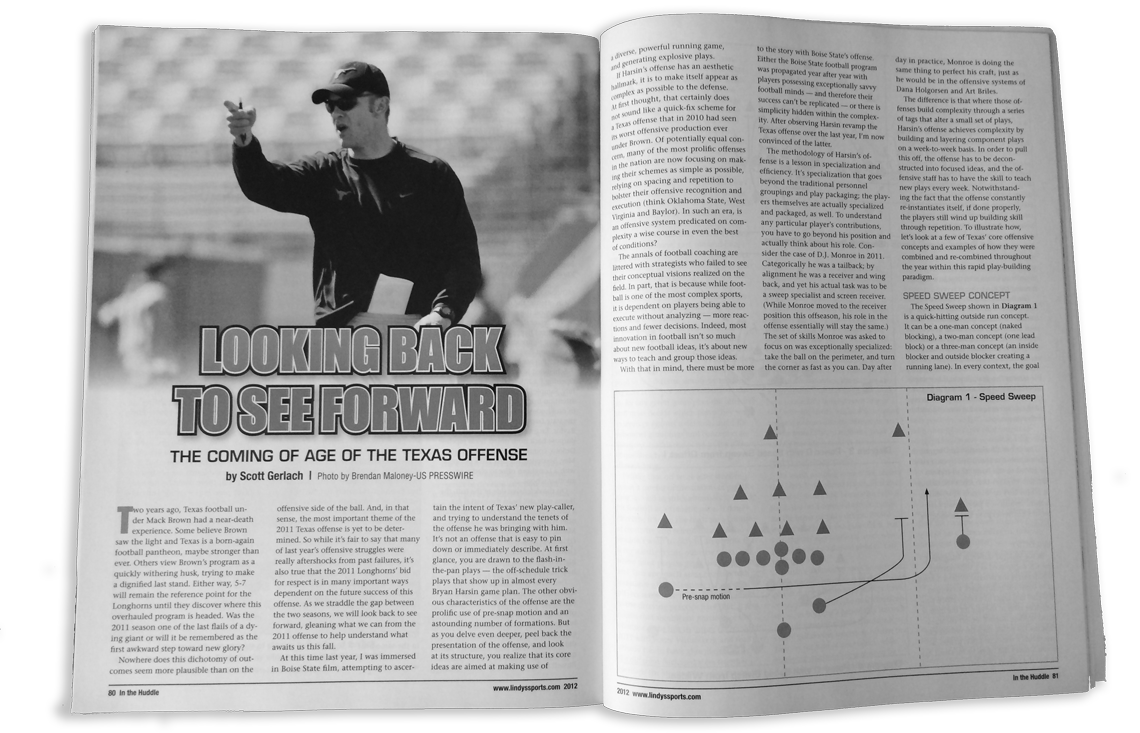 LOOKING BACK
TO SEE FORWARD
THE COMING OF AGE OF THE TEXAS OFFENSE
by Scott Gerlach | Photo by Brendan Maloney-US PRESSWIRE
Two years ago, Texas football un-
der Mack Brown had a near-death
experience. Some believe Brown
saw the light and Texas is a born-again
football pantheon, maybe stronger than
ever. Others view Brown's program as a
quickly withering husk, trying to make
a dignified last stand. Either way, 5-7
will remain the reference point for the
Longhorns until they discover where this
overhauled program is headed. Was the
2011 season one of the last flails of a dy-
ing giant or will it be remembered as the
first awkward step toward new glory?
Nowhere does this dichotomy of out-
comes seem more plausible than on the
offensive side of the ball. And, in that
sense, the most important theme of the
2011 Texas offense is yet to be deter-
mined. So while it's fair to say that many
of last year's offensive struggles were
really aftershocks from past failures, it's
also true that the 2011 Longhorns' bid
for respect is in many important ways
dependent on the future success of this
offense. As we straddle the gap between
the two seasons, we will look back to see
forward, gleaning what we can from the
2011 offense to help understand what
awaits us this fall.
At this time last year, I was immersed
in Boise State film, attempting to ascer-
tain the intent of Texas' new play-caller,
and trying to understand the tenets of
the offense he was bringing with him.
It's not an offense that is easy to pin
down or immediately describe. At first
glance, you are drawn to the flash-in-
the-pan plays — the off-schedule trick
plays that show up in almost every
Bryan Harsin game plan. The other obvi-
ous characteristics of the offense are the
prolific use of pre-snap motion and an
astounding number of formations. But
as you delve even deeper, peel back the
presentation of the offense, and look
at its structure, you realize that its core
ideas are aimed at making use of
80 In the Huddle
www.lindyssports.com 2012
a diverse, powerful running game,
and generating explosive plays.
If Harsin's offense has an aesthetic
hallmark, it is to make itself appear as
complex as possible to the defense.
At first thought, that certainly does
not sound like a quick-fix scheme for
a Texas offense that in 2010 had seen
its worst offensive production ever
under Brown. Of potentially equal con-
cern, many of the most prolific offenses
in the nation are now focusing on mak-
ing their schemes as simple as possible,
relying on spacing and repetition to
bolster their offensive recognition and
execution (think Oklahoma State, West
Virginia and Baylor). In such an era, is
an offensive system predicated on com-
plexity a wise course in even the best
of conditions?
The annals of football coaching are
littered with strategists who failed to see
their conceptual visions realized on the
field. In part, that is because while foot-
ball is one of the most complex sports,
it is dependent on players being able to
execute without analyzing — more reac-
tions and fewer decisions. Indeed, most
innovation in football isn't so much
about new football ideas, it's about new
ways to teach and group those ideas.
With that in mind, there must be more
to the story with Boise State's offense.
Either the Boise State football program
was propagated year after year with
players possessing exceptionally savvy
football minds — and therefore their
success can't be replicated — or there is
simplicity hidden within the complex-
ity. After observing Harsin revamp the
Texas offense over the last year, I'm now
convinced of the latter.
The methodology of Harsin's of-
fense is a lesson in specialization and
efficiency. It's specialization that goes
beyond the traditional personnel
groupings and play packaging; the play-
ers themselves are actually specialized
and packaged, as well. To understand
any particular player's contributions,
you have to go beyond his position and
actually think about his role. Con-
sider the case of D.J. Monroe in 2011.
Categorically he was a tailback; by
alignment he was a receiver and wing
back, and yet his actual task was to be
a sweep specialist and screen receiver.
(While Monroe moved to the receiver
position this offseason, his role in the
offense essentially will stay the same.)
The set of skills Monroe was asked to
focus on was exceptionally specialized:
take the ball on the perimeter, and turn
the corner as fast as you can. Day after
day in practice, Monroe is doing the
same thing to perfect his craft, just as
he would be in the offensive systems of
Dana Holgorsen and Art Briles.
The difference is that where those of-
fenses build complexity through a series
of tags that alter a small set of plays,
Harsin's offense achieves complexity by
building and layering component plays
on a week-to-week basis. In order to pull
this off, the offense has to be decon-
structed into focused ideas, and the of-
fensive staff has to have the skill to teach
new plays every week. Notwithstand-
ing the fact that the offense constantly
re-instantiates itself, if done properly,
the players still wind up building skill
through repetition. To illustrate how,
let's look at a few of Texas' core offensive
concepts and examples of how they were
combined and re-combined throughout
the year within this rapid play-building
paradigm.
SPEED SWEEP CONCEPT
The Speed Sweep shown in Diagram 1
is a quick-hitting outside run concept.
It can be a one-man concept (naked
blocking), a two-man concept (one lead
block) or a three-man concept (an inside
blocker and outside blocker creating a
running lane). In every context, the goal
Diagram 1 - Speed Sweep
Pre-snap motion
2012 www.lindyssports.com
In the Huddle 81